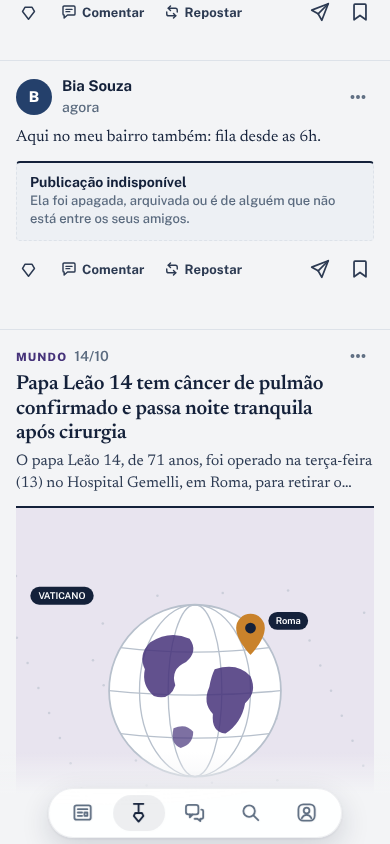 Comentar Repostar
B
Bia Souza
agora
Aqui no meu bairro também: fila desde as 6h.
Publicação indisponível
Ela foi apagada, arquivada ou é de alguém que não
está entre os seus amigos.
Comentar Repostar
MUNDO 14/10
Papa Leão 14 tem câncer de pulmão
confirmado e passa noite tranquila
após cirurgia
O papa Leão 14, de 71 anos, foi operado na terça-feira
(13) no Hospital Gemelli, em Roma, para retirar o...
VATICANO
Roma